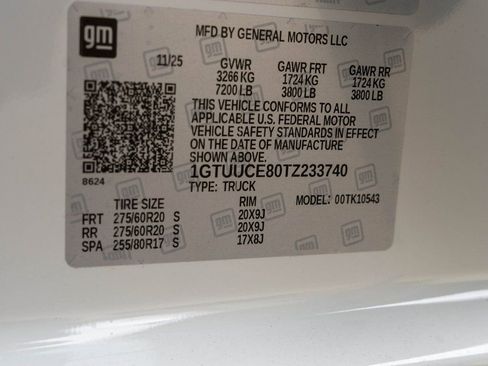 gm
MFD BY GENERAL MOTORS LLC
11/25 GVWR GAWR FRT GAWR RR
3266 KG 1724 KG 1724 KG
7200 LB 3800 LB 3800 LB
THIS VEHICLE CONFORMS TO ALL
APPLICABLE U.S. FEDERAL MOTOR
VEHICLE SAFETY STANDARDS IN EFFECT
ON THE DATE OF MANUFACTURE
SHOWN ABOVE.
8624
1GTUUCE80TZ233740
TYPE: TRUCK MODEL: 00TK10543
TIRE SIZE RIM
FRT 275/60R20 S 20X9J
RR 275/60R20 S 20X9J
SPA 255/80R17 S 17X8J